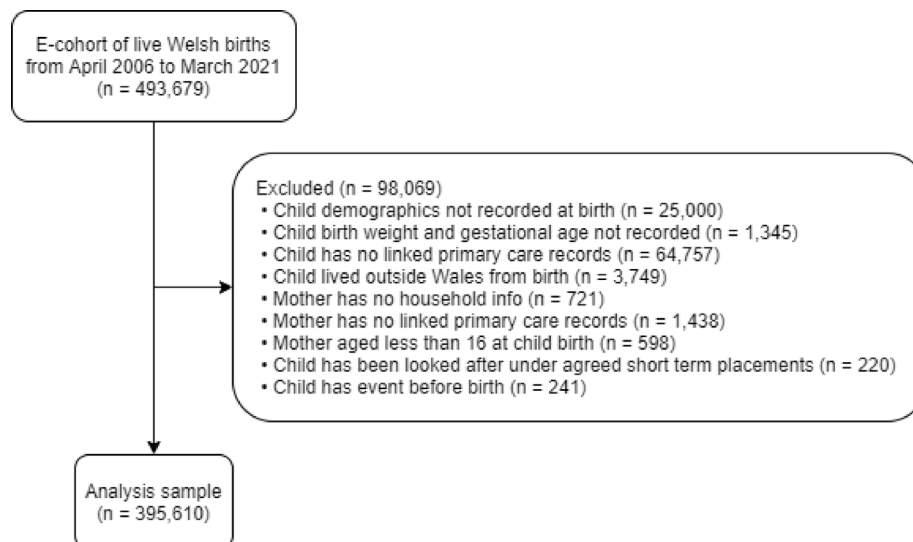 E-cohort of live Welsh births
from April 2006 to March 2021
(n = 493,679)
Excluded (n = 98,069)
• Child demographics not recorded at birth (n = 25,000)
• Child birth weight and gestational age not recorded (n = 1,345)
• Child has no linked primary care records (n = 64,757)
• Child lived outside Wales from birth (n = 3,749)
• Mother has no household info (n = 721)
• Mother has no linked primary care records (n = 1,438)
• Mother aged less than 16 at child birth (n = 598)
• Child has been looked after under agreed short term placements (n = 220)
• Child has event before birth (n = 241)
Analysis sample
(n = 395,610)